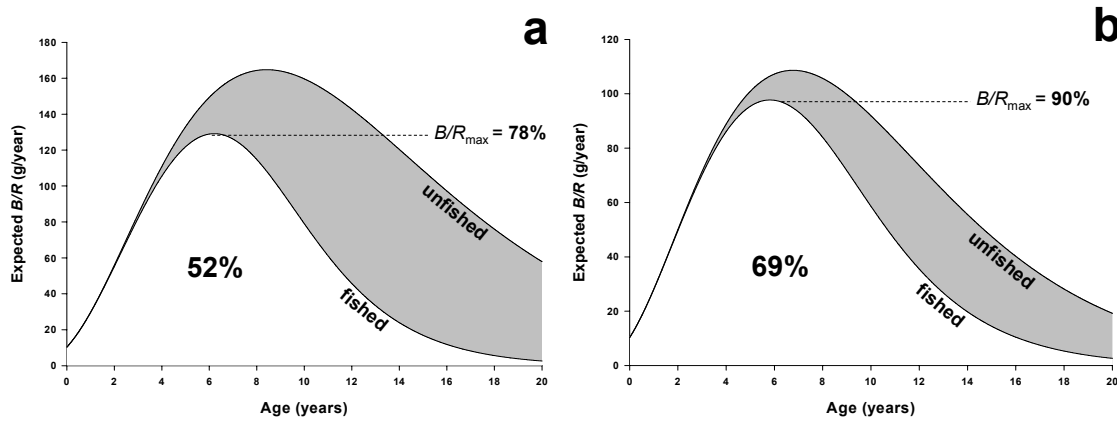 a
Expected B/R (g/year)
180
160
140
120
100
80
60
40
20
0
B/Rmax = 78%
unfished
52%
fished
0 2 4 6 8 10 12 14 16 18 20
Age (years)
b
Expected B/R (g/year)
120
100
80
60
40
20
0
B/Rmax = 90%
unfished
69%
fished
0 2 4 6 8 10 12 14 16 18 20
Age (years)